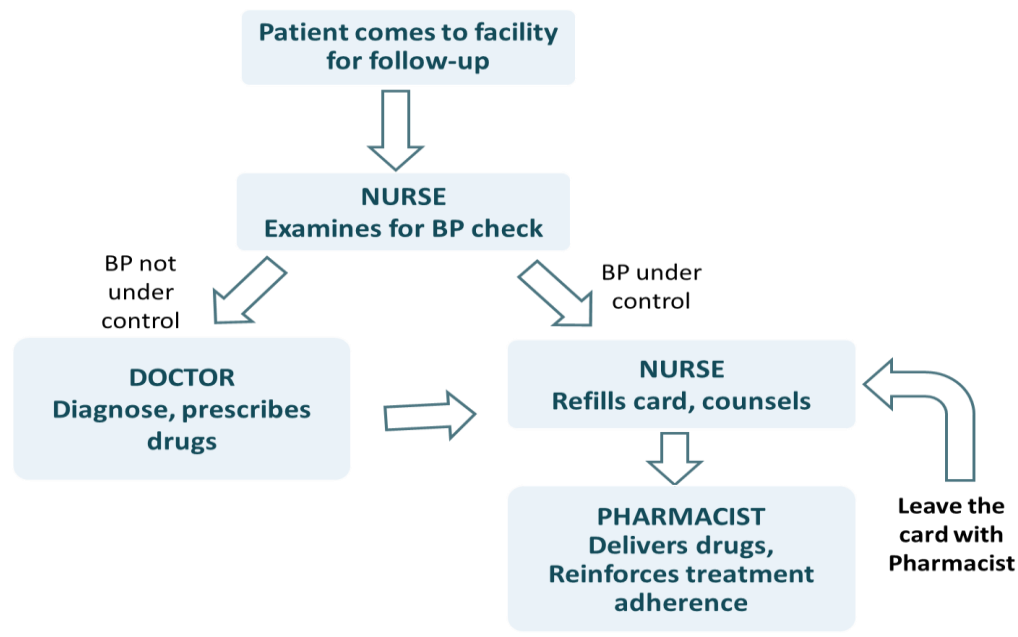 Patient comes to facility
for follow-up
NURSE
Examines for BP check
BP not
under
control
BP under
control
DOCTOR
Diagnose, prescribes
drugs
NURSE
Refills card, counsels
PHARMACIST
Delivers drugs,
Reinforces treatment
adherence
Leave the
card with
Pharmacist